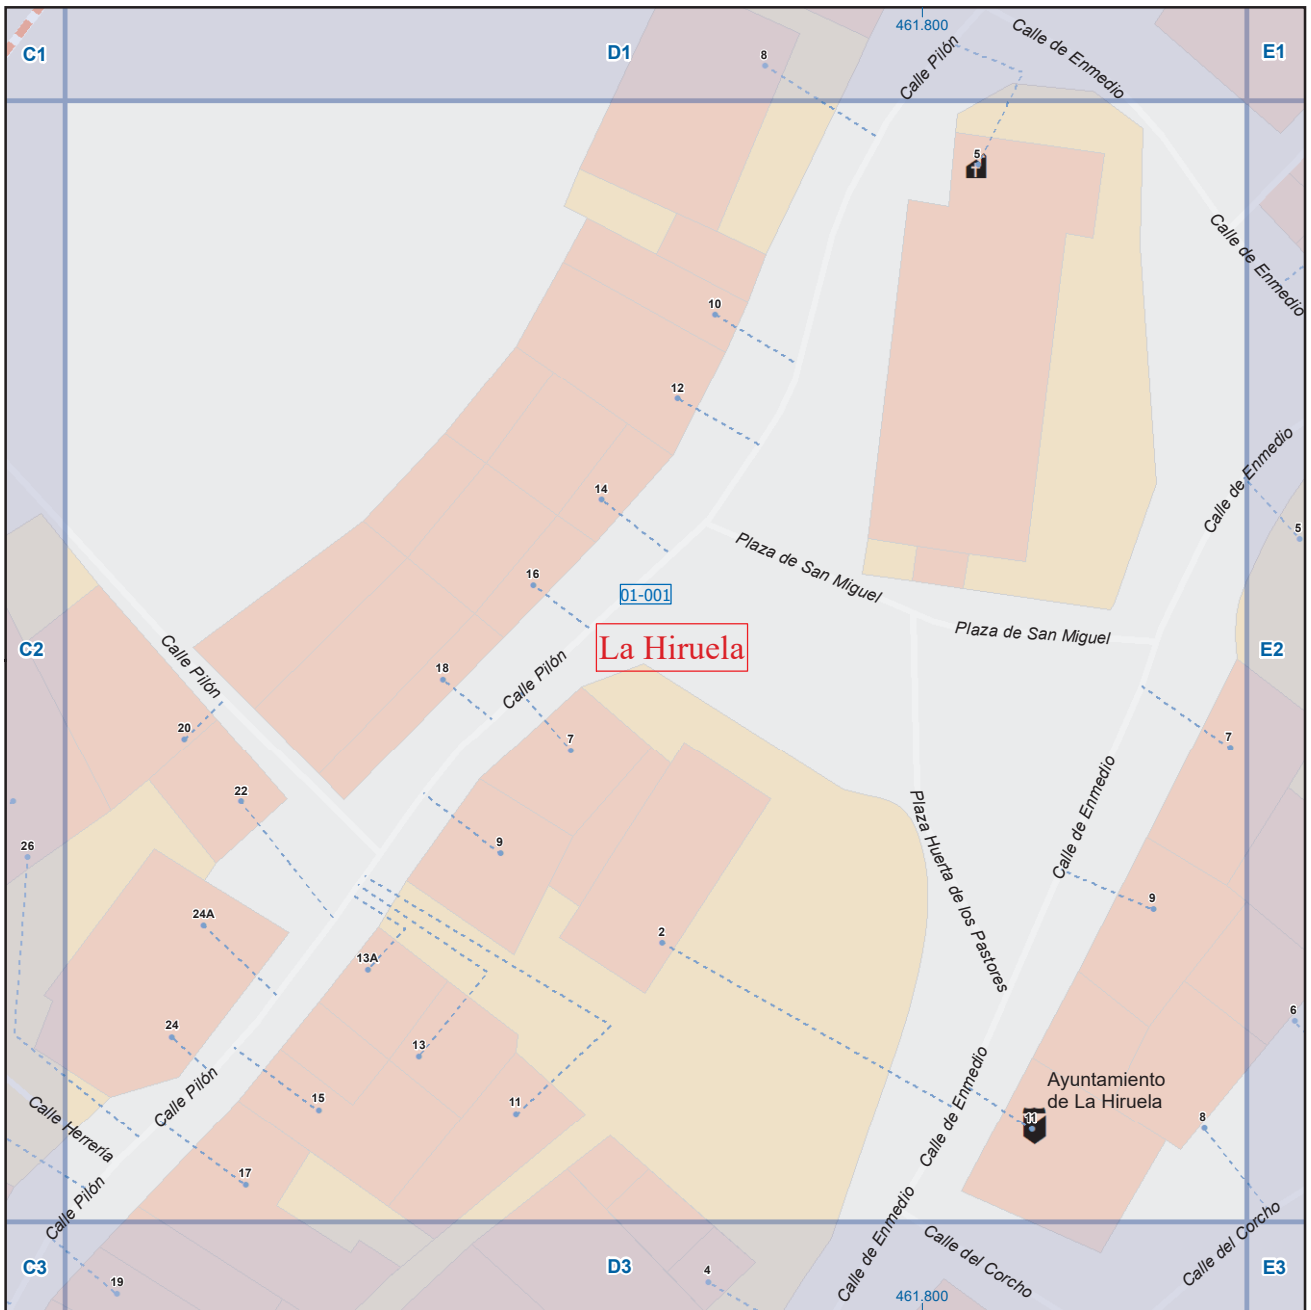 461.800
C1
D1
E1
8
Calle Pilón
Calle de Enmedio
5
Calle de Enmedio
10
12
Calle de Enmedio
14
5
Plaza de San Miguel
16
01-001
Plaza de San Miguel
La Hiruela
C2
E2
Calle Pilón
18
Calle Pilón
20
7
7
22
Calle de Enmedio
9
26
Plaza Huerta de los Pastores
9
24A
2
13A
6
24
13
Calle de Enmedio
Ayuntamiento
de La Hiruela
11
15
11
8
Calle Pilón
Calle Herrería
17
Calle Pilón
Calle de Enmedio
Calle del Corcho
Calle del Corcho
C3
D3
E3
4
19
461.800